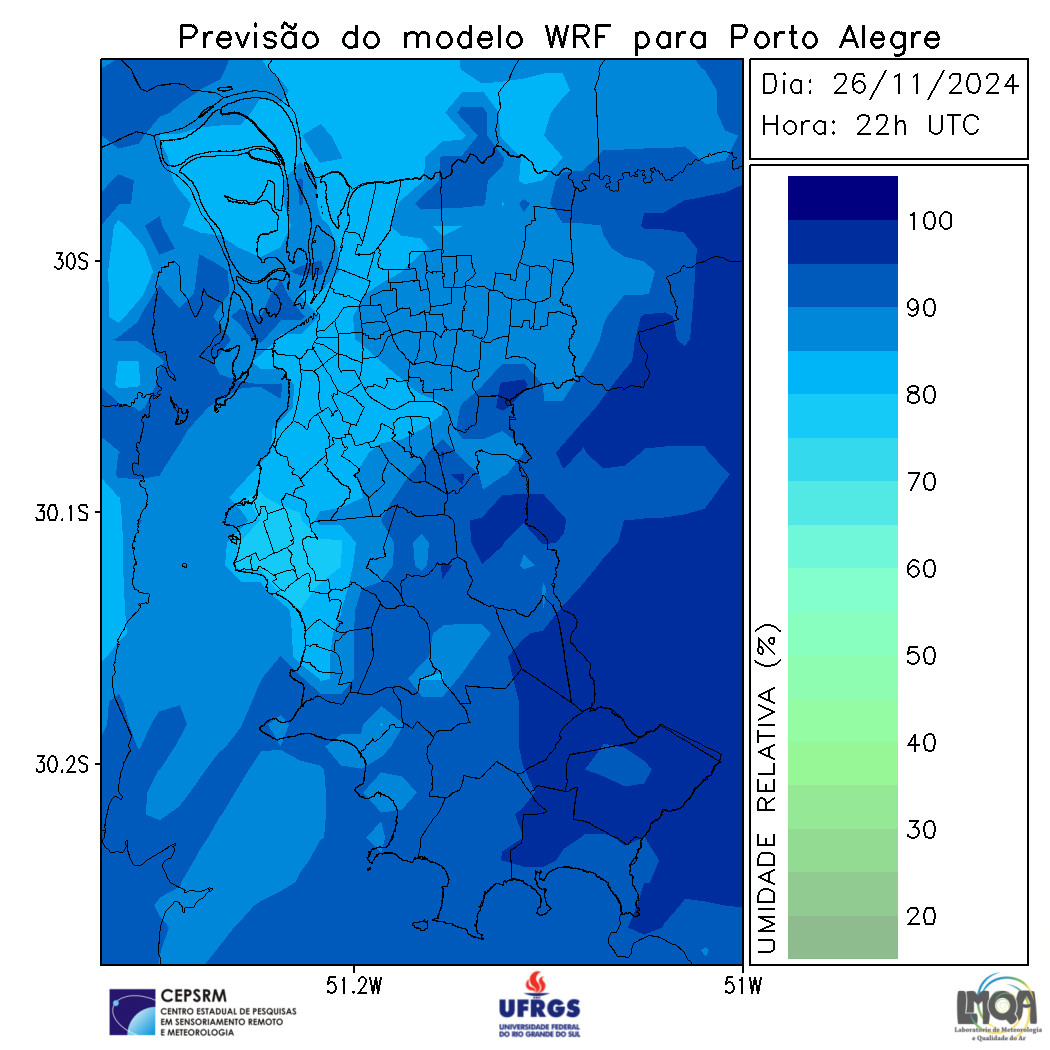 Previsão do modelo WRF para Porto Alegre
Dia: 26/11/2024
Hora: 22h UTC
30S
30.1S
30.2S
51.2W
51W
UMIDADE RELATIVA (%)
100
90
80
70
60
50
40
30
20
CEPSRM
CENTRO ESTADUAL DE PESQUISAS
EM SENSORIAMENTO REMOTO
E METEOROLOGIA
UFRGS
UNIVERSIDADE FEDERAL
DO RIO GRANDE DO SUL
LMQA
Laboratório de Meteorologia
e Qualidade do Ar